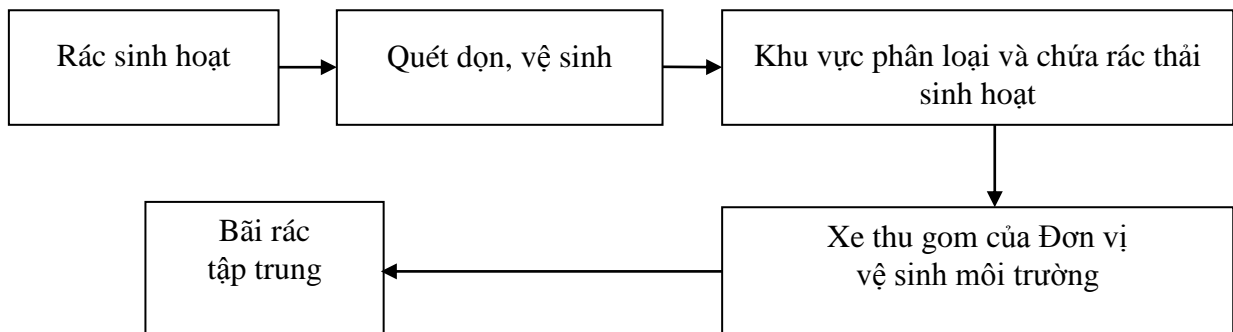 Rác sinh hoạt
Quét dọn, vệ sinh
Khu vực phân loại và chứa rác thải
sinh hoạt
Xe thu gom của Đơn vị
vệ sinh môi trường
Bãi rác
tập trung